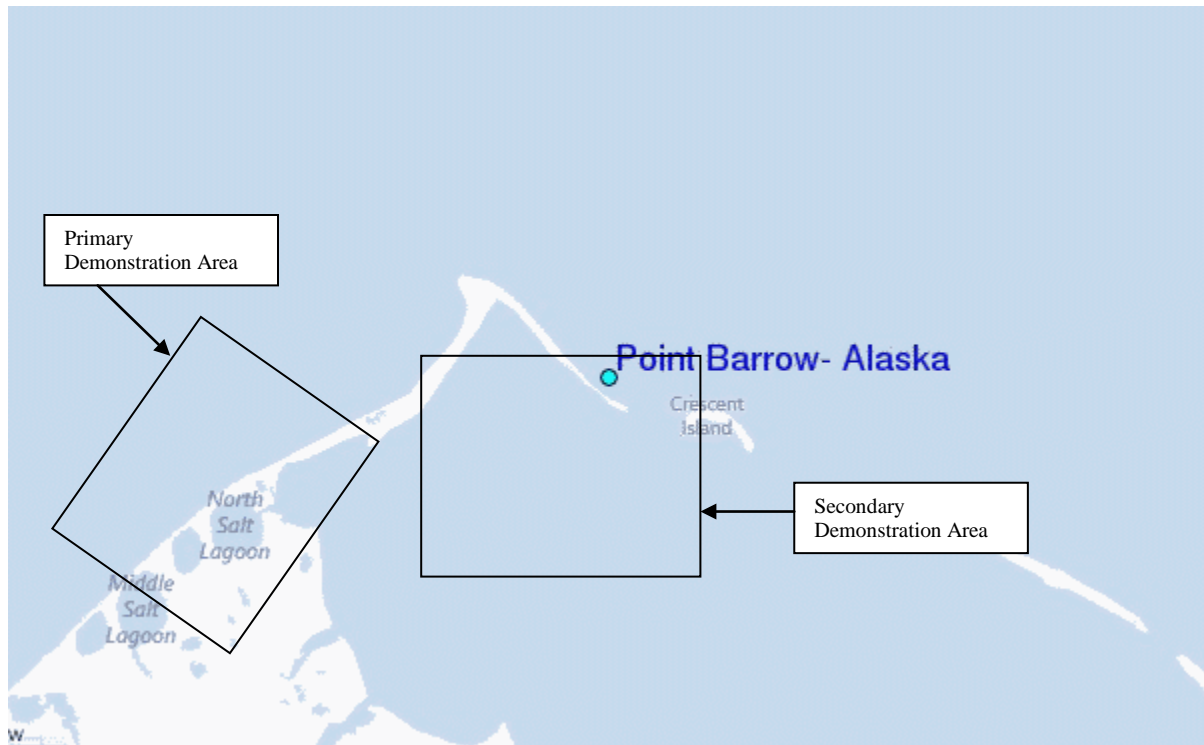 Primary
Demonstration Area
Point Barrow- Alaska
Crescent
Island
North
Salt
Lagoon
Secondary
Demonstration Area
Middle
Salt
Lagoon
w